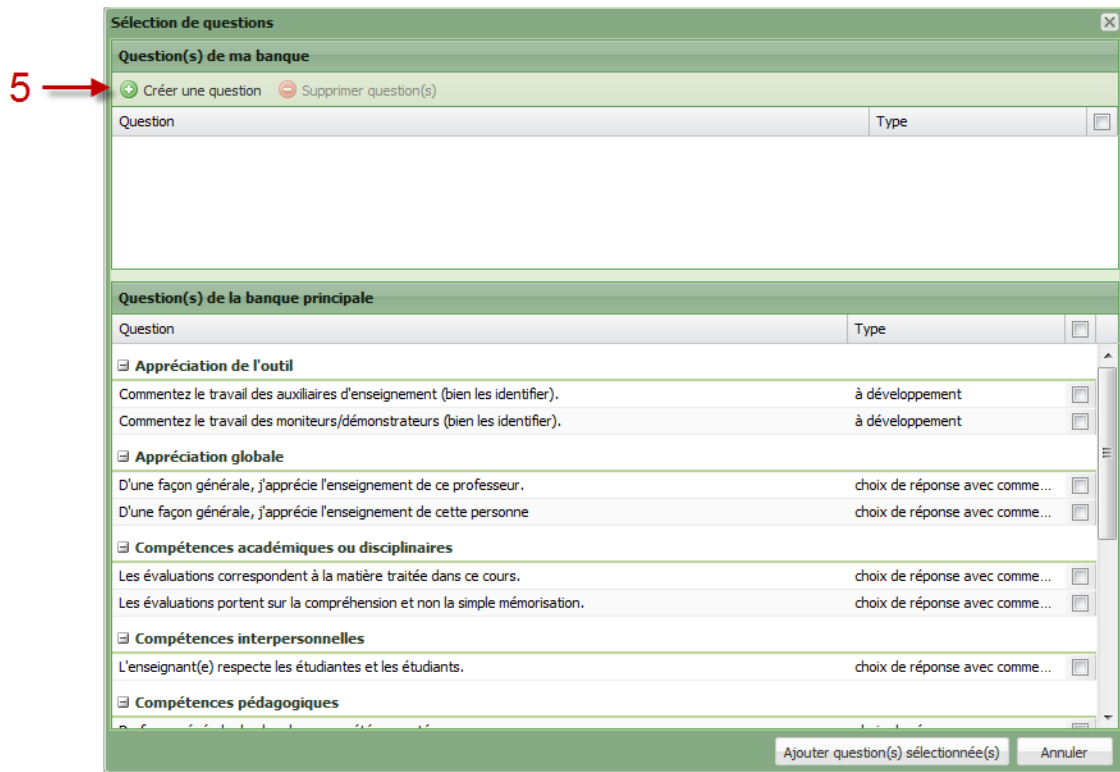 Sélection de questions
Question(s) de ma banque
5
Créer une question Supprimer question(s)
Question Type
Question(s) de la banque principale
Question Type
Appréciation de l'outil
Commentez le travail des auxiliaires d'enseignement (bien les identifier). à développement
Commentez le travail des moniteurs/démonstrateurs (bien les identifier). à développement
Appréciation globale
D'une façon générale, j'apprécie l'enseignement de ce professeur. choix de réponse avec comme...
D'une façon générale, j'apprécie l'enseignement de cette personne choix de réponse avec comme...
Compétences académiques ou disciplinaires
Les évaluations correspondent à la matière traitée dans ce cours. choix de réponse avec comme...
Les évaluations portent sur la compréhension et non la simple mémorisation. choix de réponse avec comme...
Compétences interpersonnelles
L'enseignant(e) respecte les étudiantes et les étudiants. choix de réponse avec comme...
Compétences pédagogiques
Ajouter question(s) sélectionnée(s) Annuler